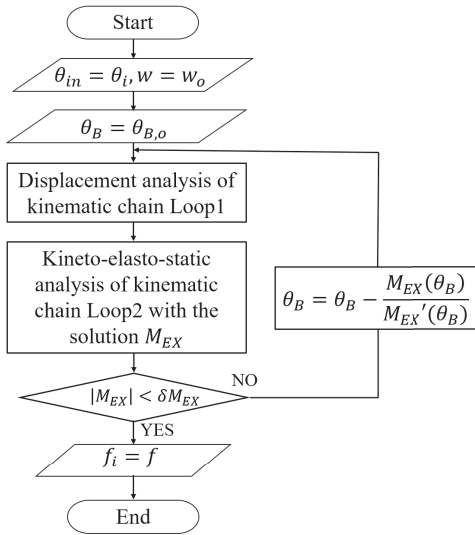 Start
θ_in = θ_i, w = w_o
θ_B = θ_{B,o}
Displacement analysis of
kinematic chain Loop1
Kineto-elasto-static
analysis of kinematic
chain Loop2 with the
solution M_EX
θ_B = θ_B − M_EX(θ_B) / M_EX′(θ_B)
|M_EX| < δM_EX
NO
YES
f_i = f
End